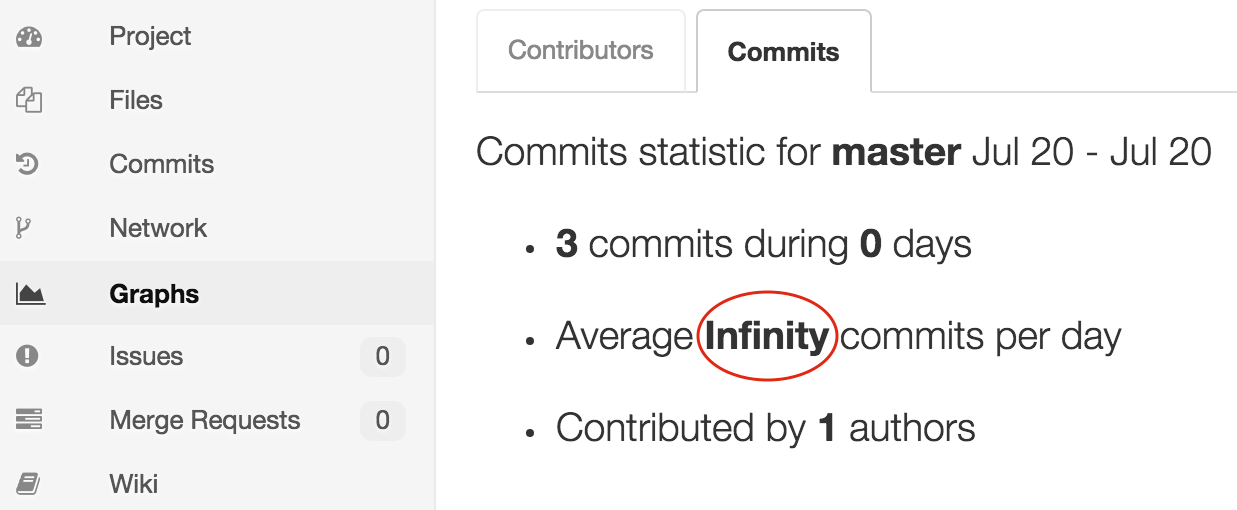 Project
Files
Commits
Network
Graphs
Issues 0
Merge Requests 0
Wiki
Contributors
Commits
Commits statistic for master Jul 20 - Jul 20
• 3 commits during 0 days
• Average Infinity commits per day
• Contributed by 1 authors